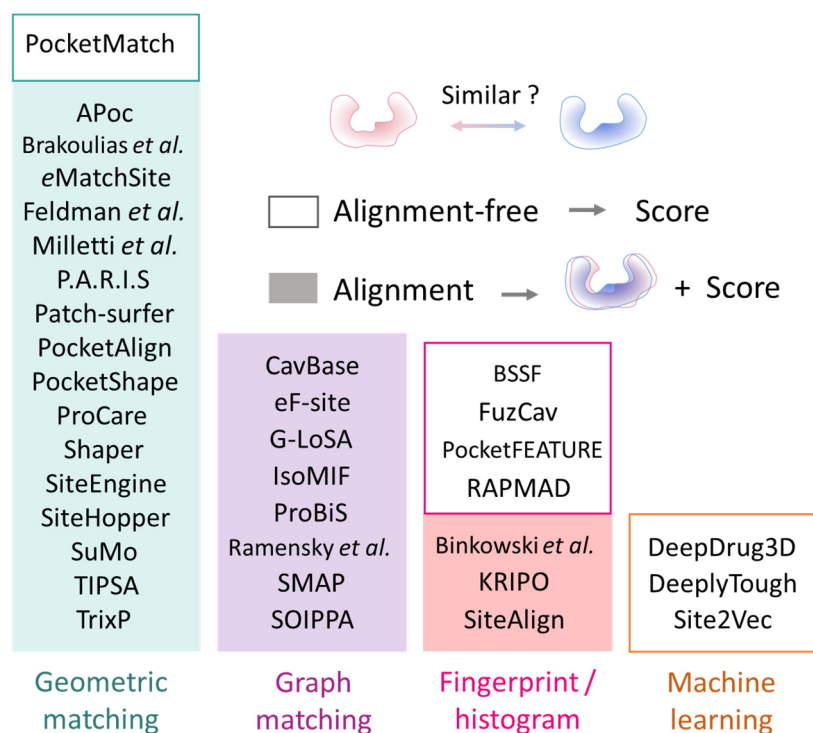 PocketMatch
APoc
Brakoulias et al.
eMatchSite
Feldman et al.
Milletti et al.
P.A.R.I.S
Patch-surfer
PocketAlign
PocketShape
ProCare
Shaper
SiteEngine
SiteHopper
SuMo
TIPSA
TrixP
Geometric
matching
Similar ?
Alignment-free
Score
Alignment
+ Score
CavBase
eF-site
G-LoSA
IsoMIF
ProBiS
Ramensky et al.
SMAP
SOIPPA
Graph
matching
BSSF
FuzCav
PocketFEATURE
RAPMAD
Binkowski et al.
KRIPO
SiteAlign
Fingerprint /
histogram
DeepDrug3D
DeeplyTough
Site2Vec
Machine
learning